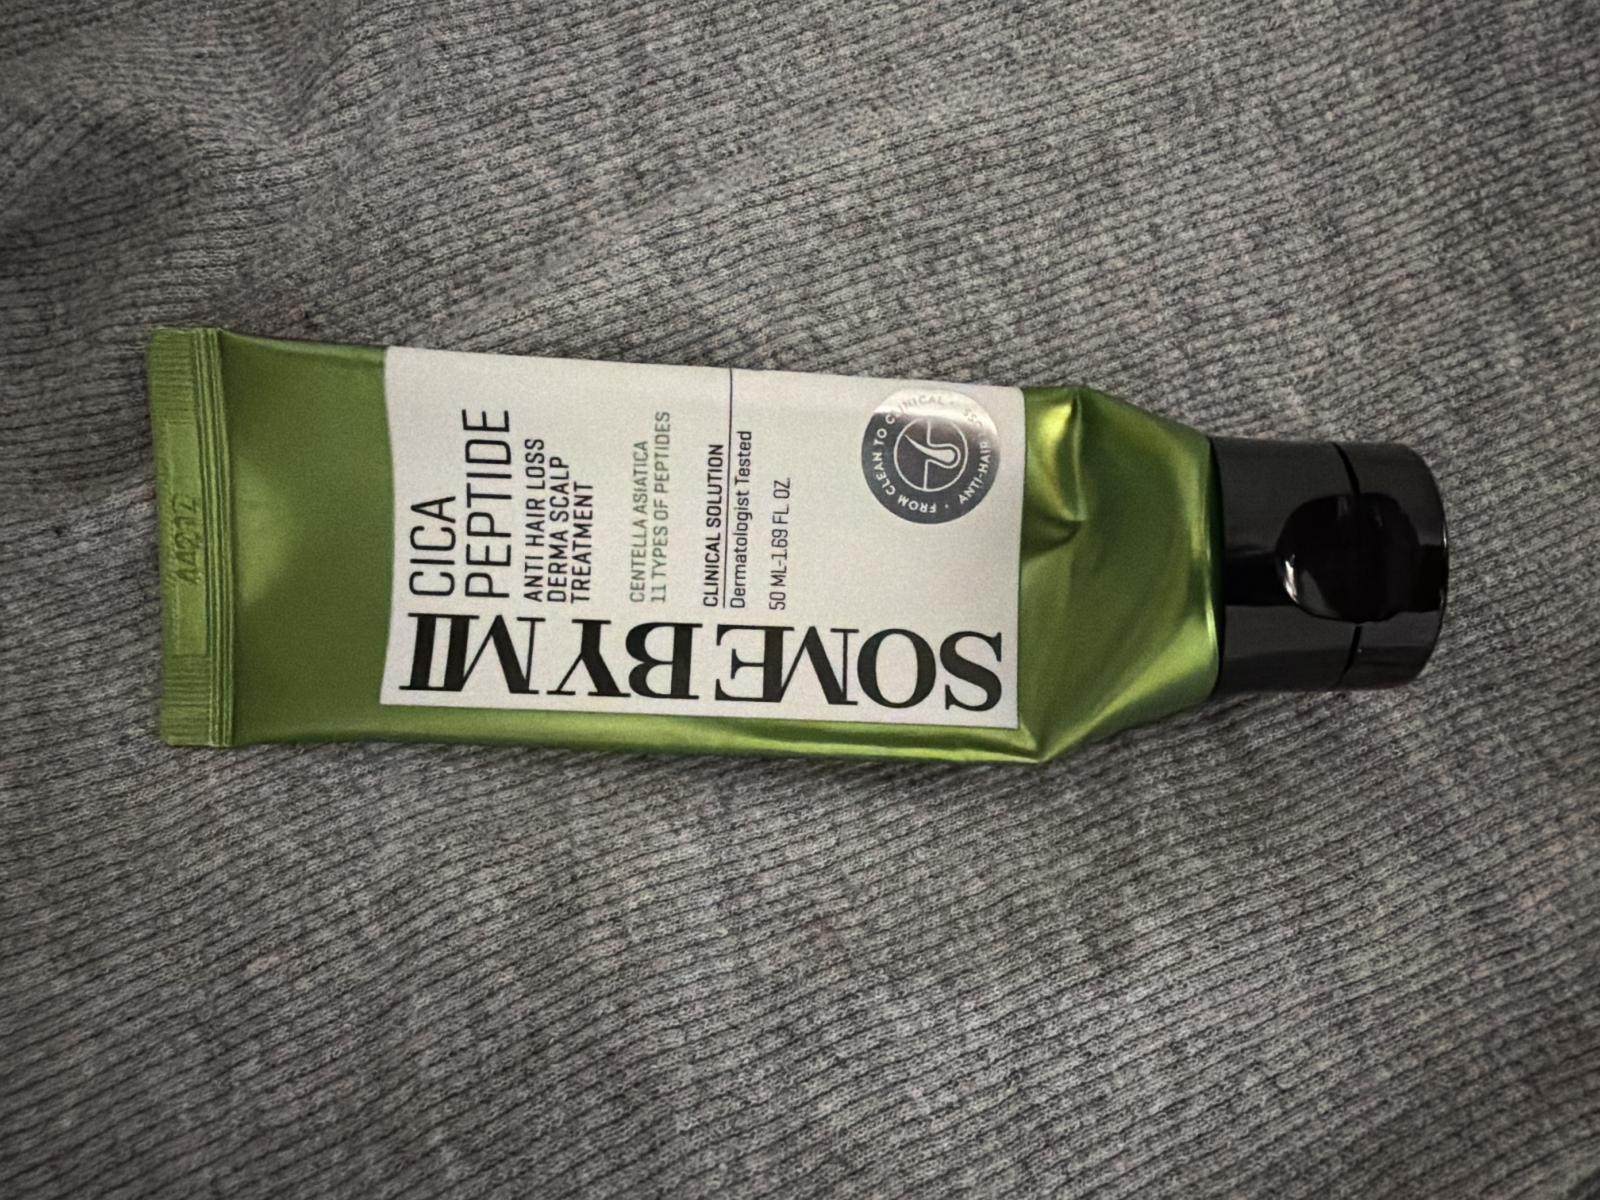 SOME BY MI
CICA
PEPTIDE
ANTI HAIR LOSS
DERMA SCALP
TREATMENT
CENTELLA ASIATICA
11 TYPES OF PEPTIDES
CLINICAL SOLUTION
Dermatologist Tested
50 ML-1.69 FL. OZ.
FROM CLEAN TO CLINICAL • ANTI-HAIR LOSS •